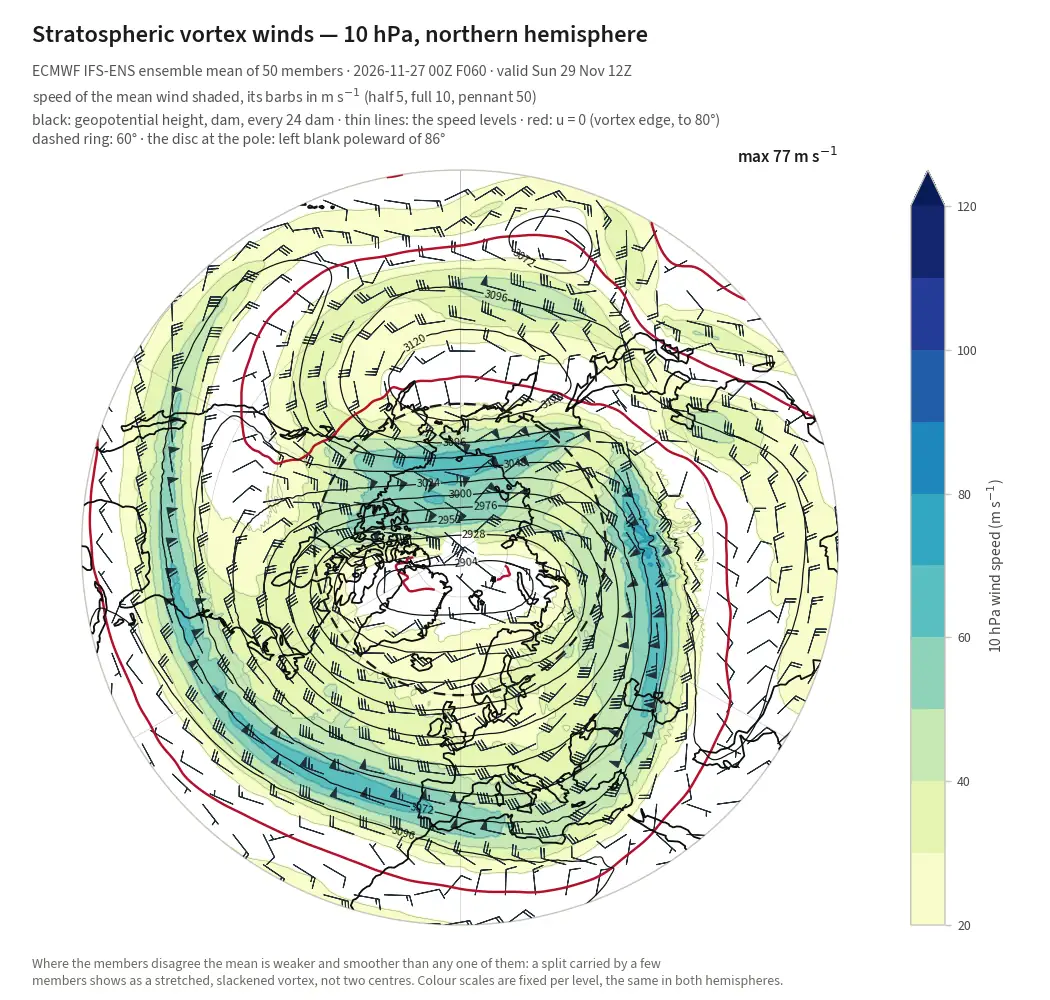 Stratospheric vortex winds — 10 hPa, northern hemisphere
ECMWF IFS-ENS ensemble mean of 50 members · 2026-11-27 00Z F060 · valid Sun 29 Nov 12Z
speed of the mean wind shaded, its barbs in m s⁻¹ (half 5, full 10, pennant 50)
black: geopotential height, dam, every 24 dam · thin lines: the speed levels · red: u = 0 (vortex edge, to 80°)
dashed ring: 60° · the disc at the pole: left blank poleward of 86°
max 77 m s⁻¹
3072
3096
3120
3096
3048
3024
3000
2976
2928
2904
3072
3096
120
100
80
60
40
20
10 hPa wind speed (m s⁻¹)
Where the members disagree the mean is weaker and smoother than any one of them: a split carried by a few
members shows as a stretched, slackened vortex, not two centres. Colour scales are fixed per level, the same in both hemispheres.